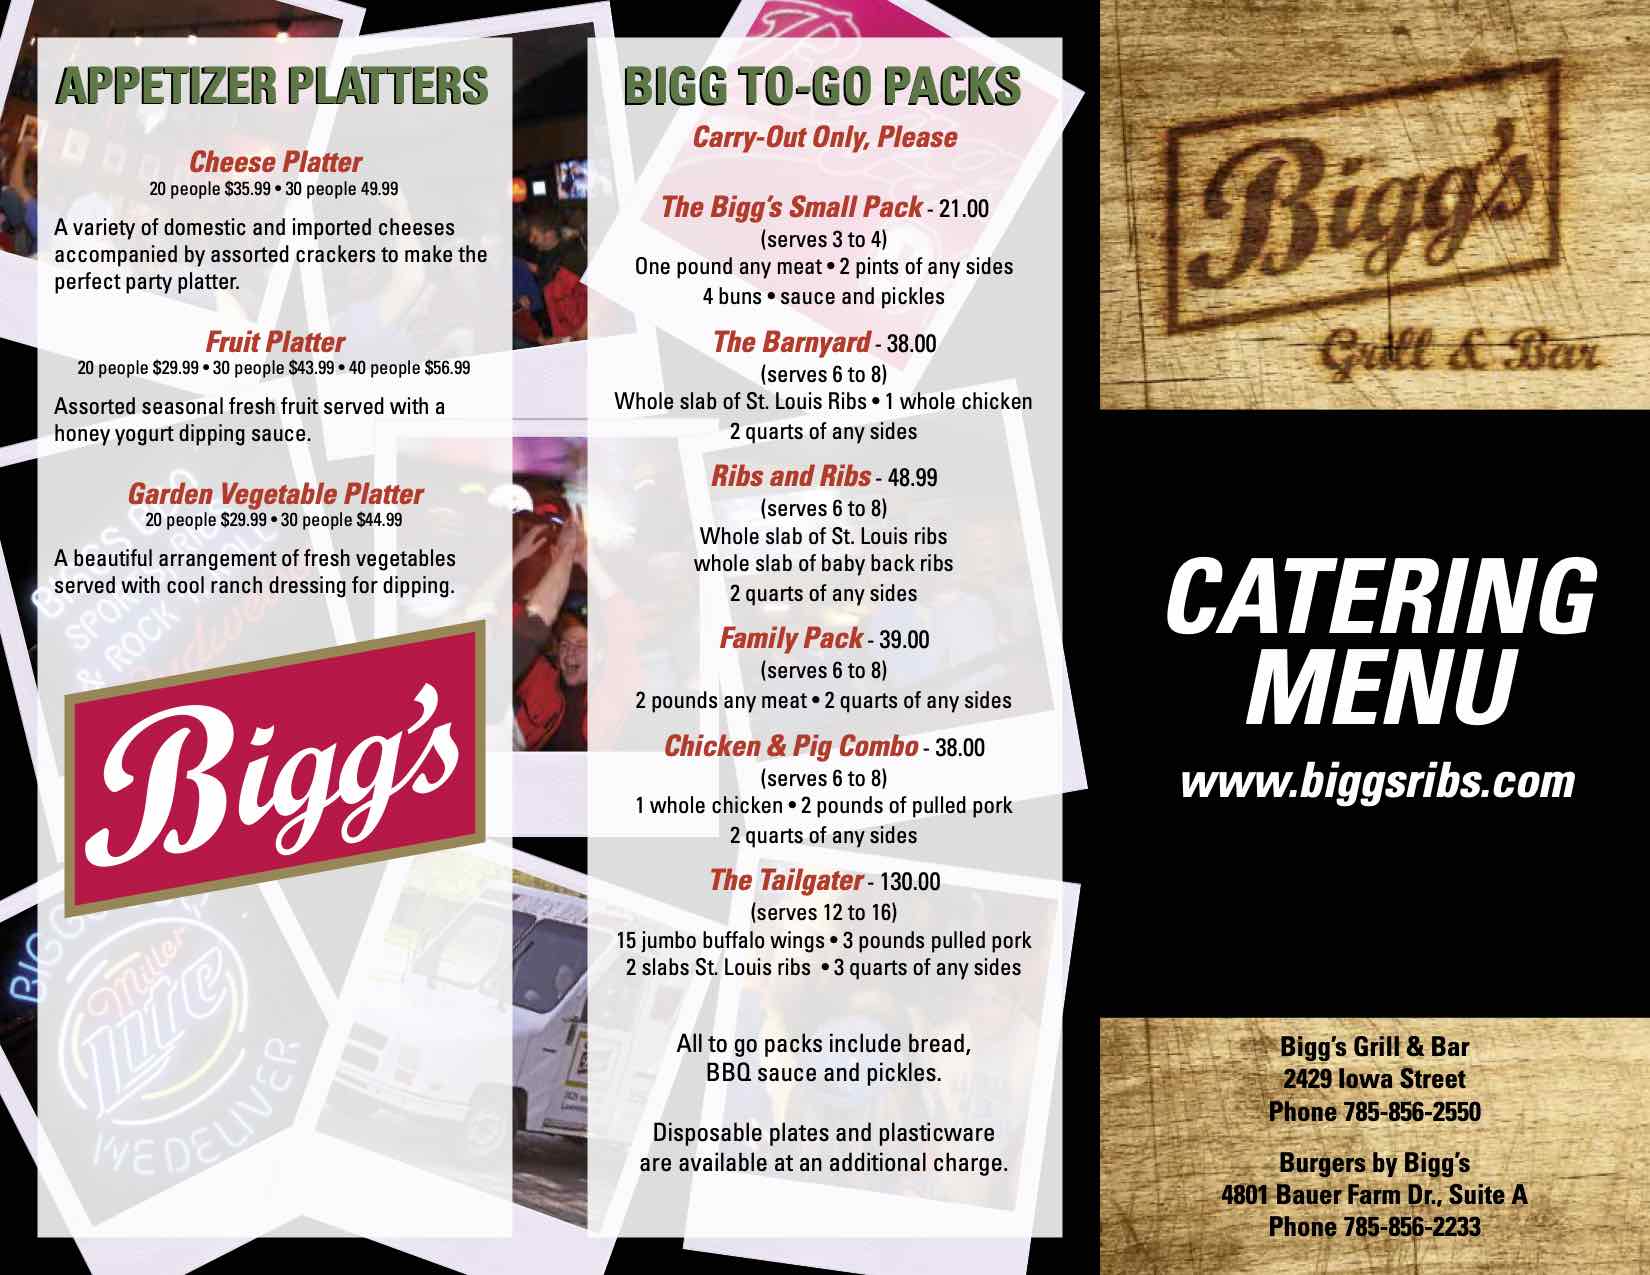 APPETIZER PLATTERS
Cheese Platter
20 people $35.99 • 30 people 49.99
A variety of domestic and imported cheeses
accompanied by assorted crackers to make the
perfect party platter.
Fruit Platter
20 people $29.99 • 30 people $43.99 • 40 people $56.99
Assorted seasonal fresh fruit served with a
honey yogurt dipping sauce.
Garden Vegetable Platter
20 people $29.99 • 30 people $44.99
A beautiful arrangement of fresh vegetables
served with cool ranch dressing for dipping.
Bigg's
Miller
Lite
WE DELIVER
BIGG TO-GO PACKS
Carry-Out Only, Please
The Bigg's Small Pack - 21.00
(serves 3 to 4)
One pound any meat • 2 pints of any sides
4 buns • sauce and pickles
The Barnyard - 38.00
(serves 6 to 8)
Whole slab of St. Louis Ribs • 1 whole chicken
2 quarts of any sides
Ribs and Ribs - 48.99
(serves 6 to 8)
Whole slab of St. Louis ribs
whole slab of baby back ribs
2 quarts of any sides
Family Pack - 39.00
(serves 6 to 8)
2 pounds any meat • 2 quarts of any sides
Chicken & Pig Combo - 38.00
(serves 6 to 8)
1 whole chicken • 2 pounds of pulled pork
2 quarts of any sides
The Tailgater - 130.00
(serves 12 to 16)
15 jumbo buffalo wings • 3 pounds pulled pork
2 slabs St. Louis ribs • 3 quarts of any sides
All to go packs include bread,
BBQ sauce and pickles.
Disposable plates and plasticware
are available at an additional charge.
Bigg's
Grill & Bar
CATERING
MENU
www.biggsribs.com
Bigg's Grill & Bar
2429 Iowa Street
Phone 785-856-2550
Burgers by Bigg's
4801 Bauer Farm Dr., Suite A
Phone 785-856-2233